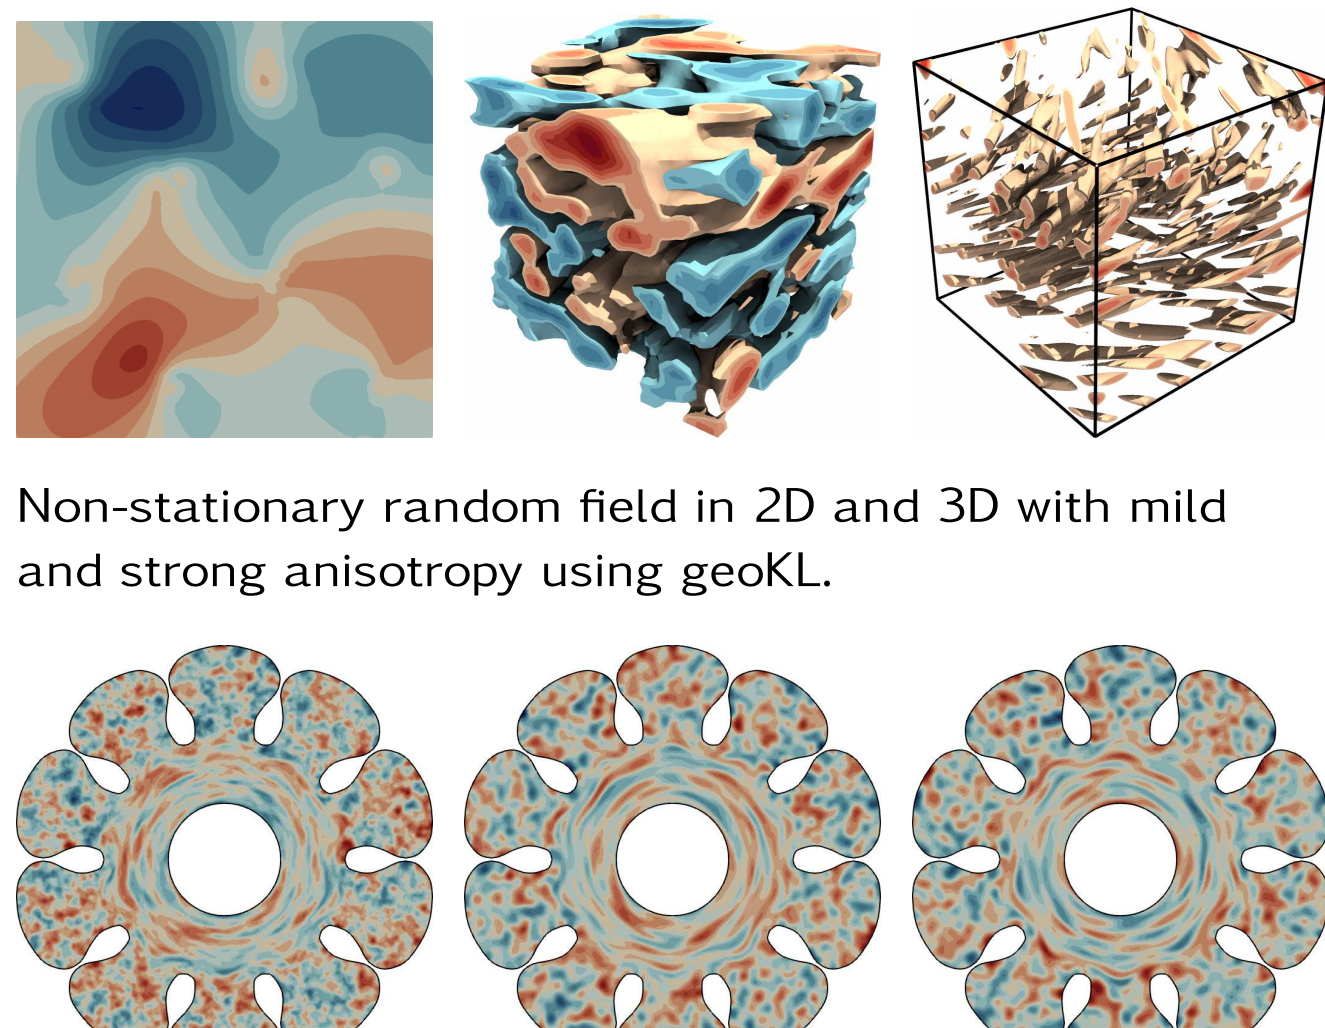 Non-stationary random field in 2D and 3D with mild
and strong anisotropy using geoKL.